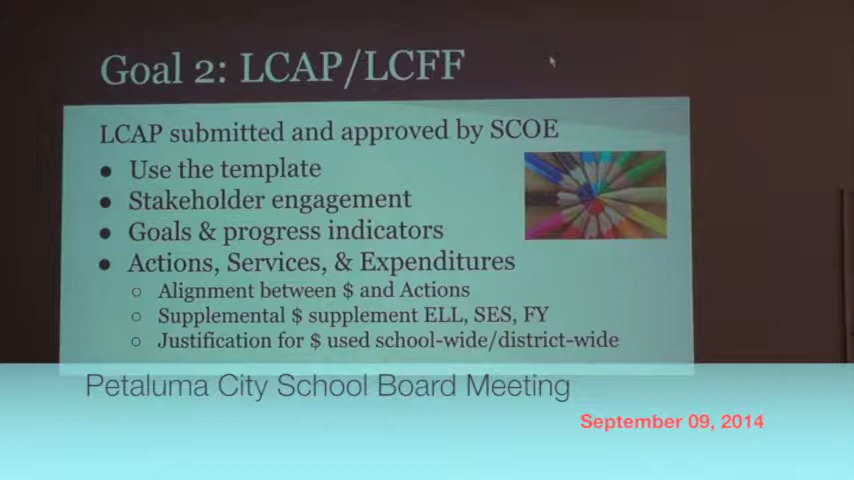 Goal 2: LCAP/LCFF
LCAP submitted and approved by SCOE
● Use the template
● Stakeholder engagement
● Goals & progress indicators
● Actions, Services, & Expenditures
○ Alignment between $ and Actions
○ Supplemental $ supplement ELL, SES, FY
○ Justification for $ used school-wide/district-wide
Petaluma City School Board Meeting
September 09, 2014